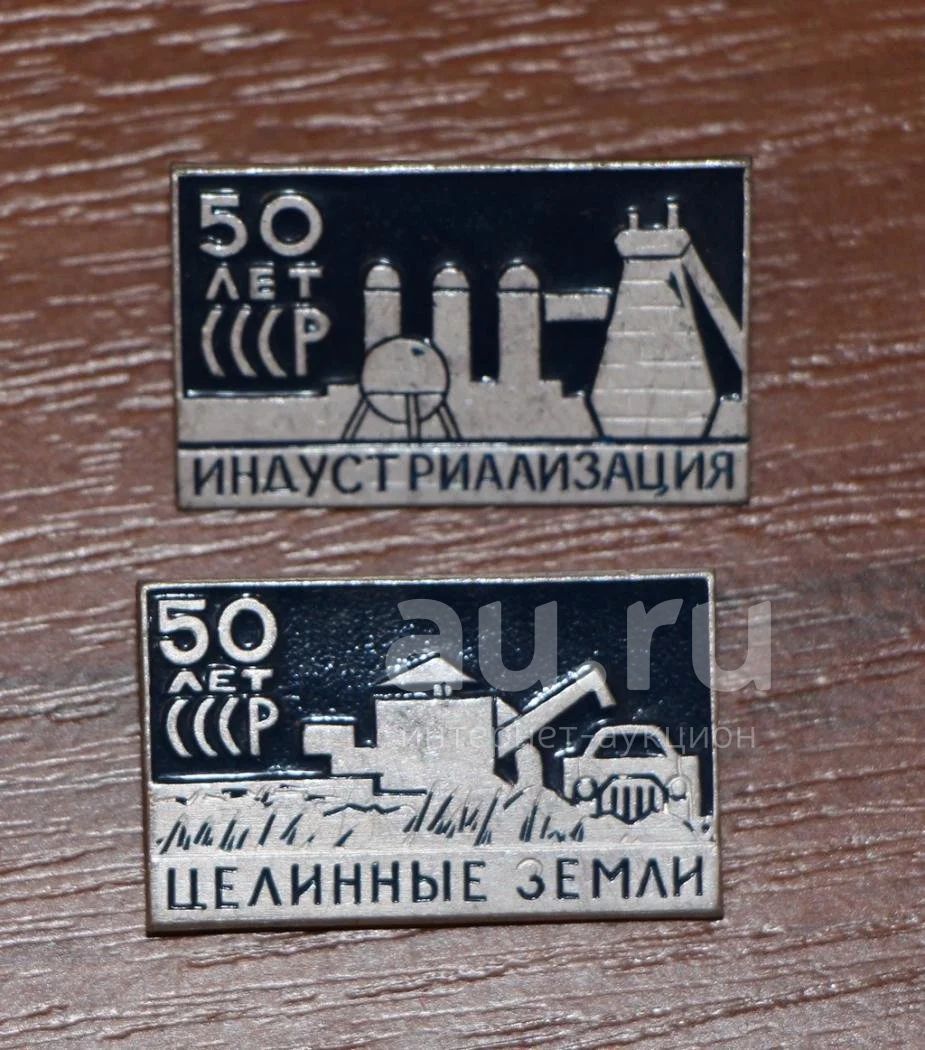 50
ЛЕТ
СССР
ИНДУСТРИАЛИЗАЦИЯ
50
ЛЕТ
СССР
au.ru
интернет-аукцион
ЦЕЛИННЫЕ ЗЕМЛИ